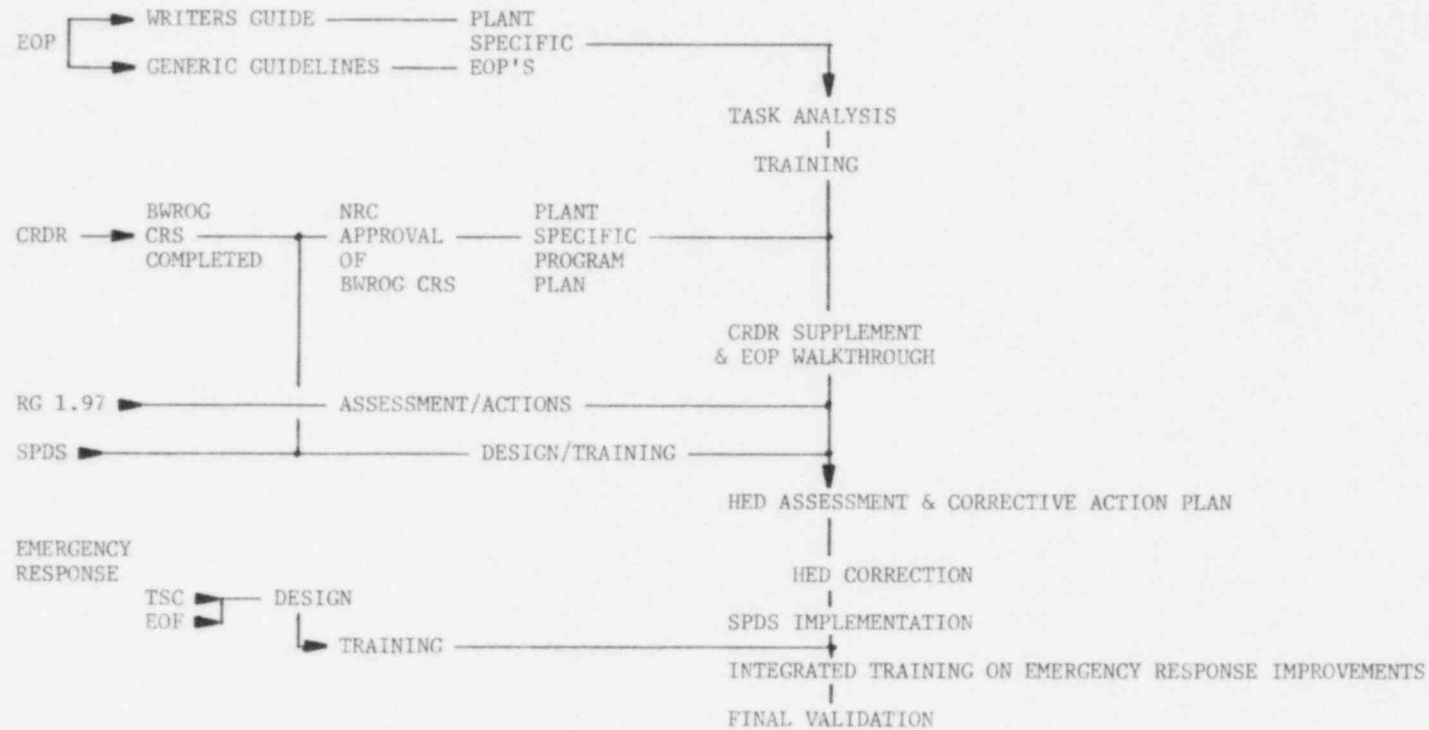 WRITERS GUIDE
PLANT
EOP
SPECIFIC
GENERIC GUIDELINES
EOP'S
TASK ANALYSIS
TRAINING
BWROG
NRC
PLANT
CRDR
CRS
APPROVAL
SPECIFIC
COMPLETED
OF
PROGRAM
BWROG CRS
PLAN
CRDR SUPPLEMENT
& EOP WALKTHROUGH
RG 1.97
ASSESSMENT/ACTIONS
SPDS
DESIGN/TRAINING
HED ASSESSMENT & CORRECTIVE ACTION PLAN
EMERGENCY
RESPONSE
HED CORRECTION
TSC
DESIGN
EOF
SPDS IMPLEMENTATION
TRAINING
INTEGRATED TRAINING ON EMERGENCY RESPONSE IMPROVEMENTS
FINAL VALIDATION